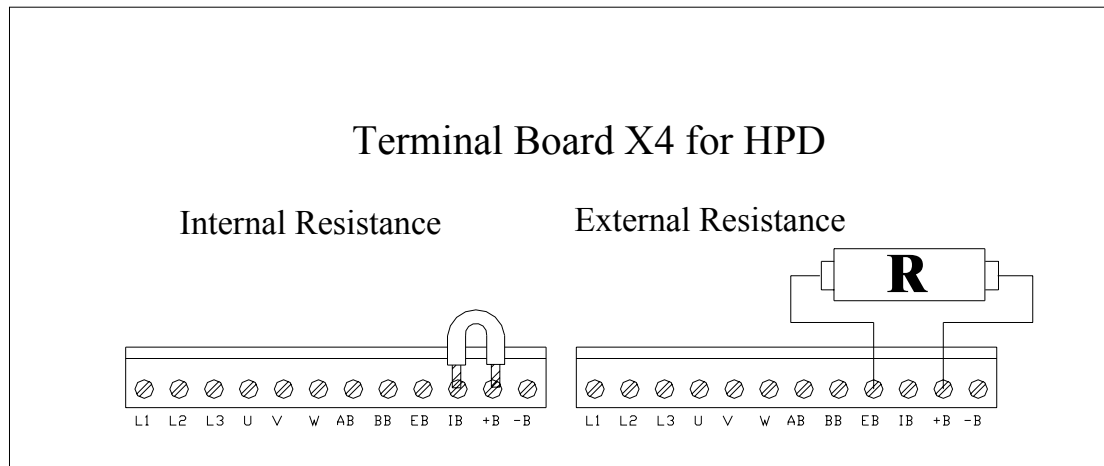 Terminal Board X4 for HPD
Internal Resistance
External Resistance
R
L1 L2 L3 U V W AB BB EB IB +B -B
L1 L2 L3 U V W AB BB EB IB +B -B